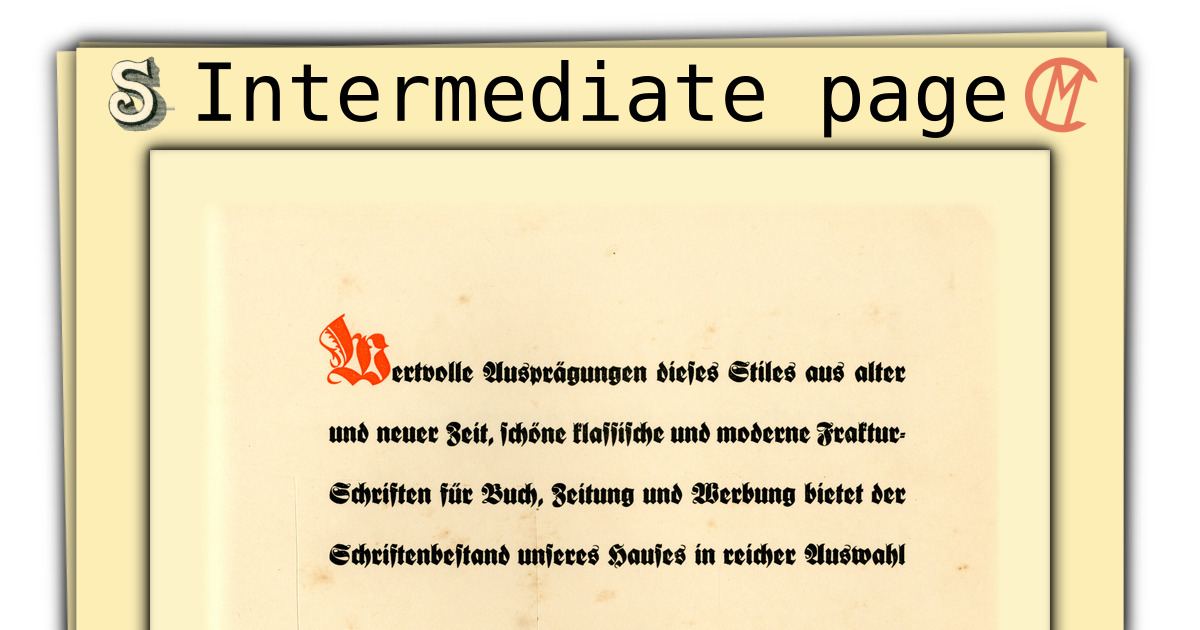 S Intermediate page MC
Wertvolle Ausprägungen dieſes Stiles aus alter
und neuer Zeit, ſchöne klaſſiſche und moderne Fraktur-
Schriften für Buch, Zeitung und Werbung bietet der
Schriftenbeſtand unſeres Hauſes in reicher Auswahl